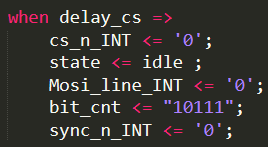 when delay_cs =>
    cs_n_INT <= '0';
    state <= idle ;
    Mosi_line_INT <= '0';
    bit_cnt <= "10111";
    sync_n_INT <= '0';